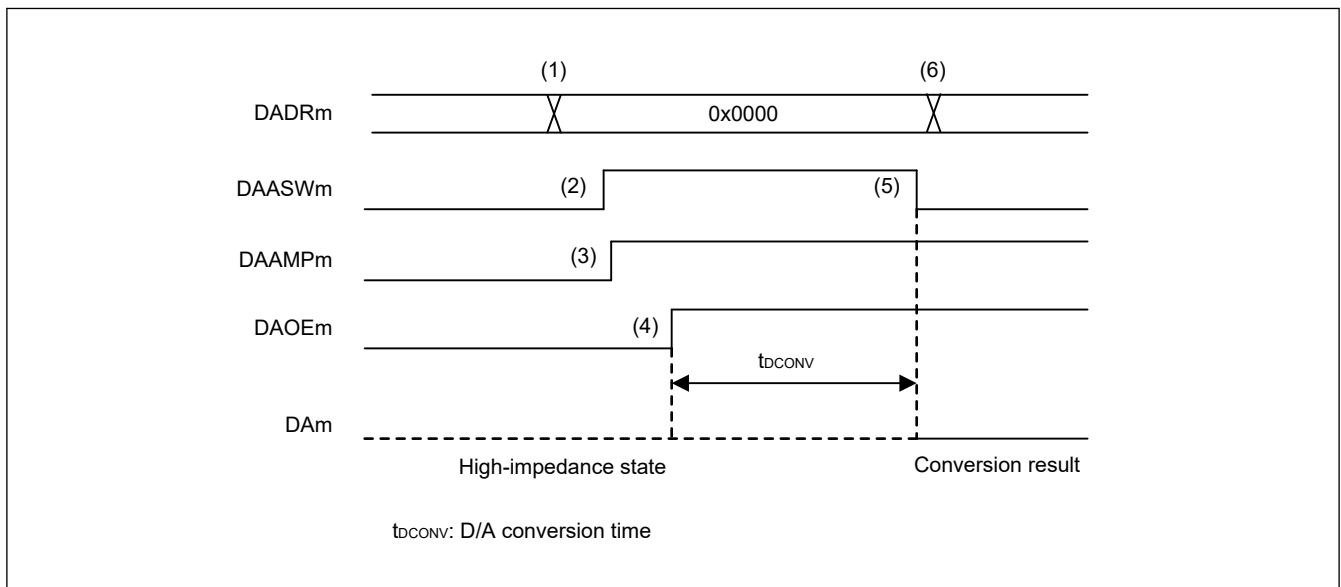 (1) (6)
DADRm 0x0000
DAASWm (2) (5)
DAAMPm (3)
DAOEm (4)
tDCONV
DAm
High-impedance state Conversion result
tDCONV: D/A conversion time